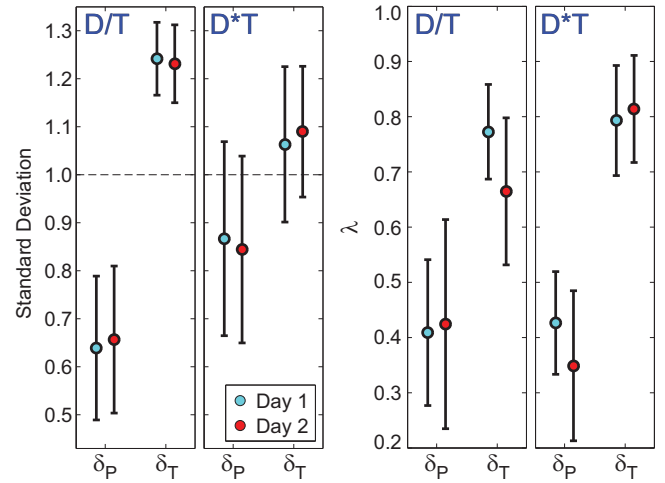 D/T
D*T
Standard Deviation
1.3
1.2
1.1
1.0
0.9
0.8
0.7
0.6
0.5
δP
δT
δP
δT
Day 1
Day 2
D/T
D*T
λ
1.0
0.9
0.8
0.7
0.6
0.5
0.4
0.3
0.2
δP
δT
δP
δT